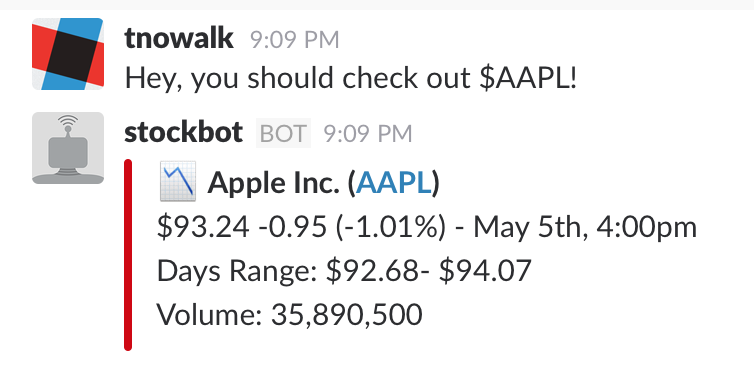 tnowalk 9:09 PM
Hey, you should check out $AAPL!
stockbot BOT 9:09 PM
Apple Inc. (AAPL)
$93.24 -0.95 (-1.01%) - May 5th, 4:00pm
Days Range: $92.68- $94.07
Volume: 35,890,500